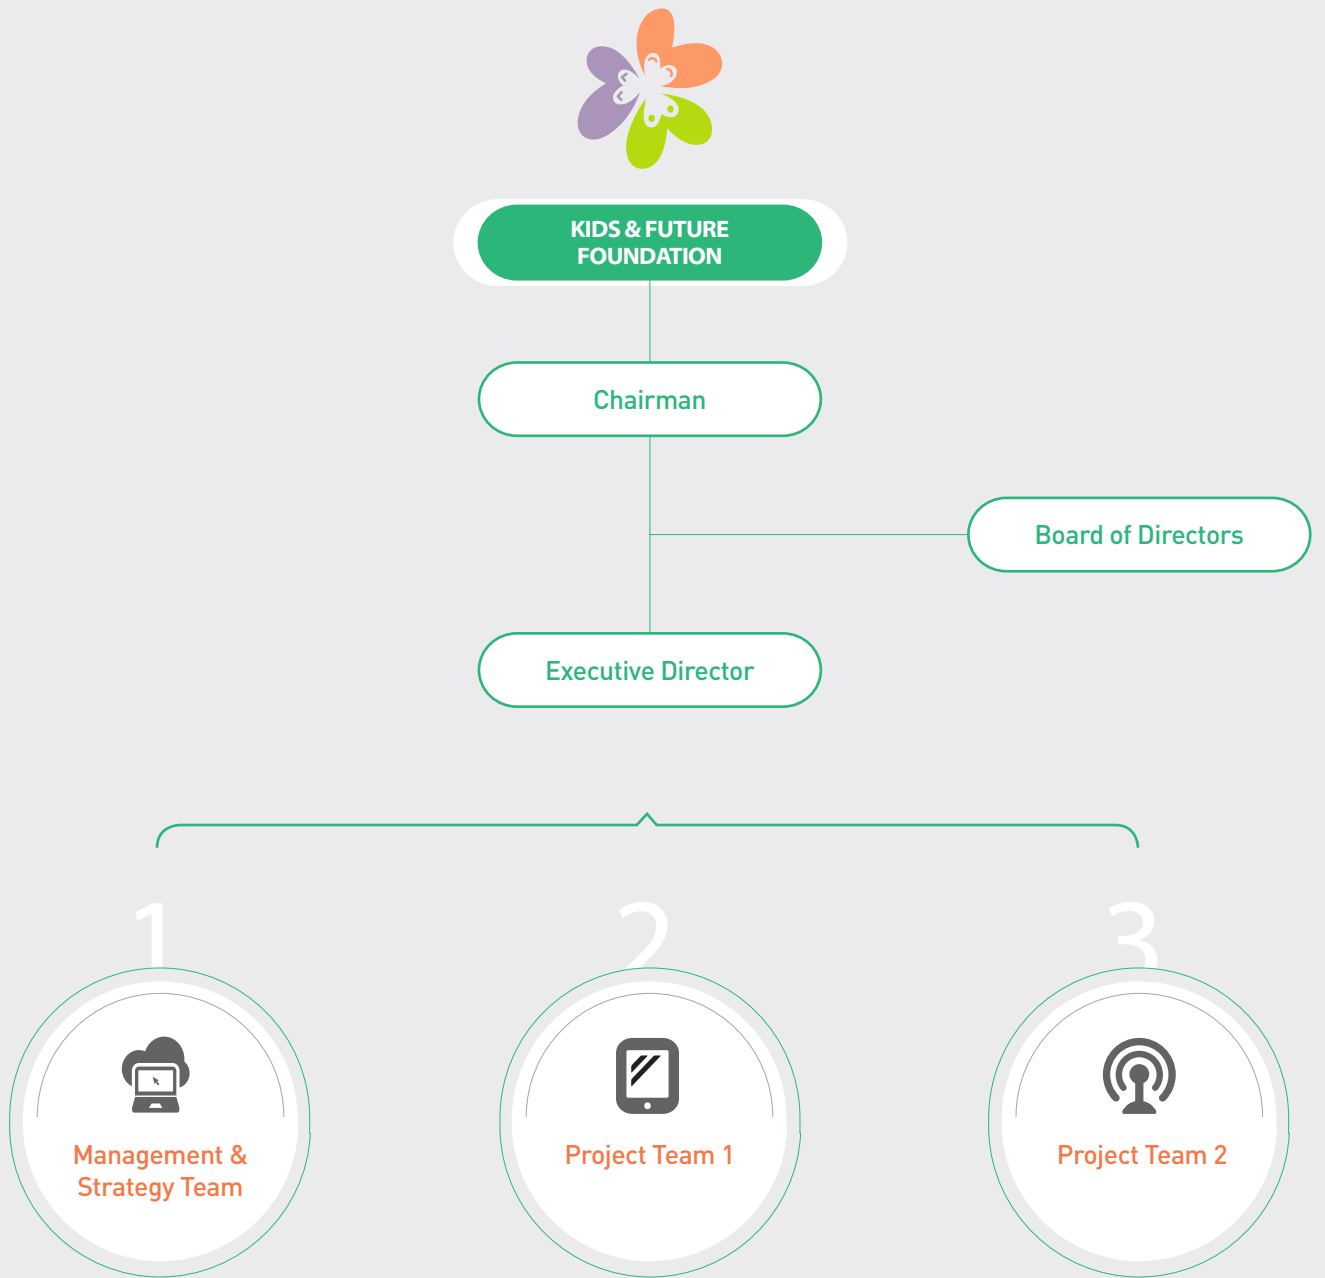 KIDS & FUTURE
FOUNDATION
Chairman
Board of Directors
Executive Director
1
2
3
Management &
Strategy Team
Project Team 1
Project Team 2